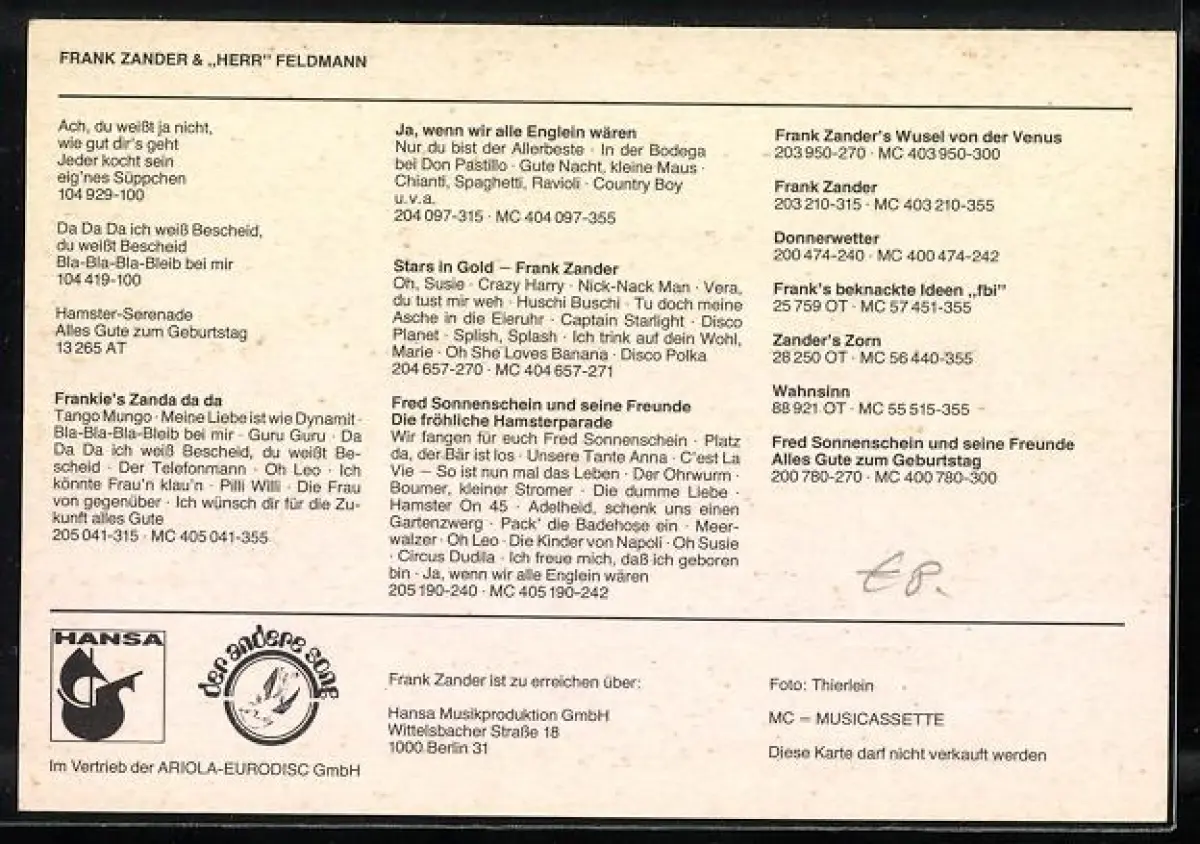 FRANK ZANDER & „HERR" FELDMANN
Ach, du weißt ja nicht,
wie gut dir's geht
Jeder kocht sein
eig'nes Süppchen
104 929-100
Da Da Da ich weiß Bescheid,
du weißt Bescheid
Bla-Bla-Bla-Bleib bei mir
104 419-100
Hamster-Serenade
Alles Gute zum Geburtstag
13 265 AT
Frankie's Zanda da da
Tango Mungo · Meine Liebe ist wie Dynamit ·
Bla-Bla-Bla-Bleib bei mir · Guru Guru · Da
Da Da ich weiß Bescheid, du weißt Be-
scheid · Der Telefonmann · Oh Leo · Ich
könnte Frau'n klau'n · Pilli Willi · Die Frau
von gegenüber · Ich wünsch dir für die Zu-
kunft alles Gute
205 041-315 · MC 405 041-355
Ja, wenn wir alle Englein wären
Nur du bist der Allerbeste · In der Bodega
bei Don Pastillo · Gute Nacht, kleine Maus ·
Chianti, Spaghetti, Ravioli · Country Boy
u.v.a.
204 097-315 · MC 404 097-355
Stars in Gold – Frank Zander
Oh, Susie · Crazy Harry · Nick-Nack Man · Vera,
du tust mir weh · Huschi Buschi · Tu doch meine
Asche in die Eieruhr · Captain Starlight · Disco
Planet · Splish, Splash · Ich trink auf dein Wohl,
Marie · Oh She Loves Banana · Disco Polka
204 657-270 · MC 404 657-271
Fred Sonnenschein und seine Freunde
Die fröhliche Hamsterparade
Wir fangen für euch Fred Sonnenschein · Platz
da, der Bär ist los · Unsere Tante Anna · C'est La
Vie – So ist nun mal das Leben · Der Ohrwurm ·
Boumer, kleiner Stromer · Die dumme Liebe ·
Hamster On 45 · Adelheid, schenk uns einen
Gartenzwerg · Pack' die Badehose ein · Meer-
walzer · Oh Leo · Die Kinder von Napoli · Oh Susie
· Circus Dudila · Ich freue mich, daß ich geboren
bin · Ja, wenn wir alle Englein wären
205 190-240 · MC 405 190-242
Frank Zander's Wusel von der Venus
203 950-270 · MC 403 950-300
Frank Zander
203 210-315 · MC 403 210-355
Donnerwetter
200 474-240 · MC 400 474-242
Frank's beknackte Ideen „fbi"
25 759 OT · MC 57 451-355
Zander's Zorn
28 250 OT · MC 56 440-355
Wahnsinn
88 921 OT · MC 55 515-355
Fred Sonnenschein und seine Freunde
Alles Gute zum Geburtstag
200 780-270 · MC 400 780-300
€8.
HANSA
der andere song
Im Vertrieb der ARIOLA-EURODISC GmbH
Frank Zander ist zu erreichen über:
Hansa Musikproduktion GmbH
Wittelsbacher Straße 18
1000 Berlin 31
Foto: Thierlein
MC = MUSICASSETTE
Diese Karte darf nicht verkauft werden